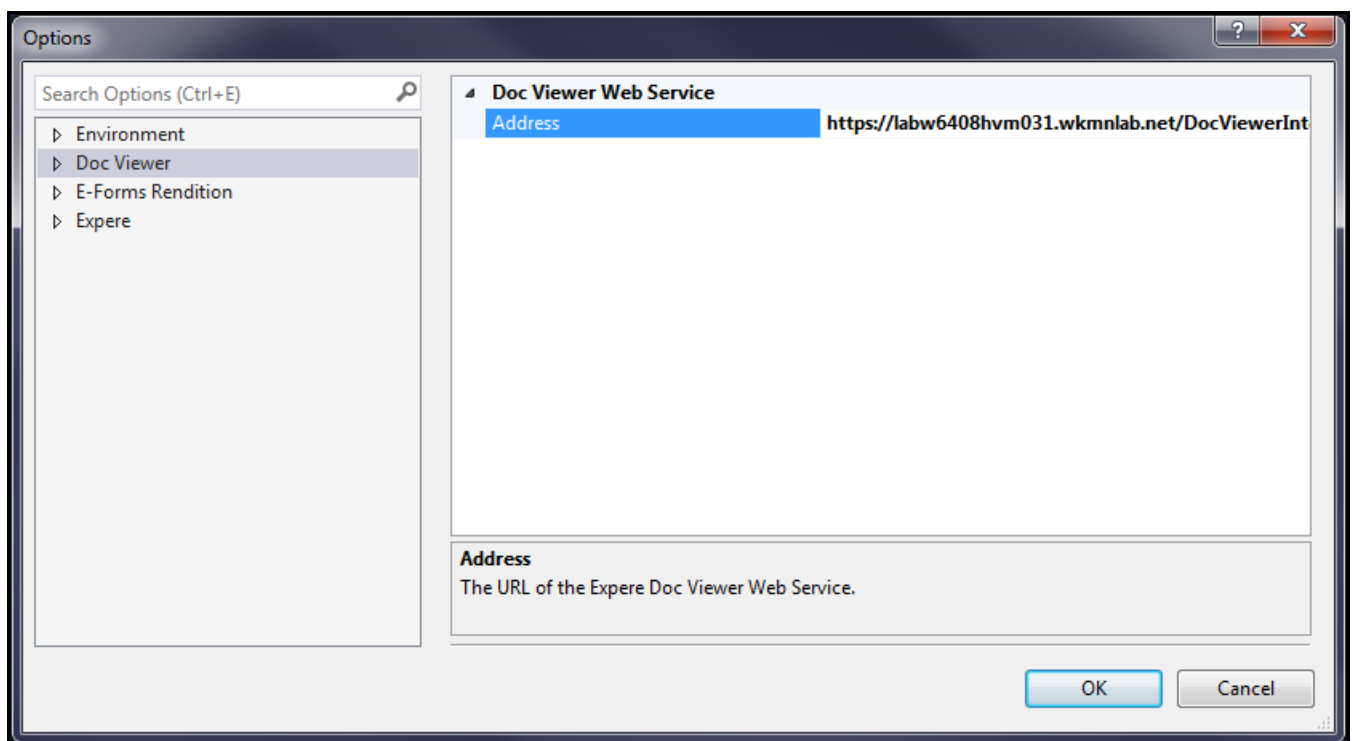 Options
Search Options (Ctrl+E)
Environment
Doc Viewer
E-Forms Rendition
Expere
Doc Viewer Web Service
Address https://labw6408hvm031.wkmnlab.net/DocViewerInt
Address
The URL of the Expere Doc Viewer Web Service.
OK Cancel